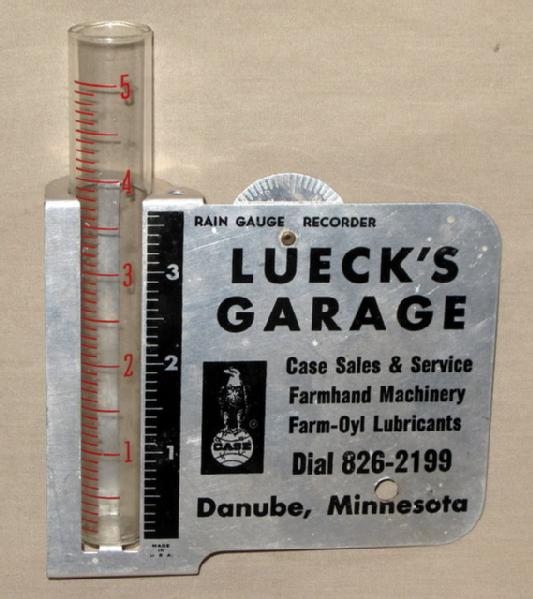 5
4
3
2
1
3
2
1
RAIN GAUGE RECORDER
LUECK'S
GARAGE
CASE
®
Case Sales & Service
Farmhand Machinery
Farm-Oyl Lubricants
Dial 826-2199
Danube, Minnesota
MADE
IN
U.S.A.